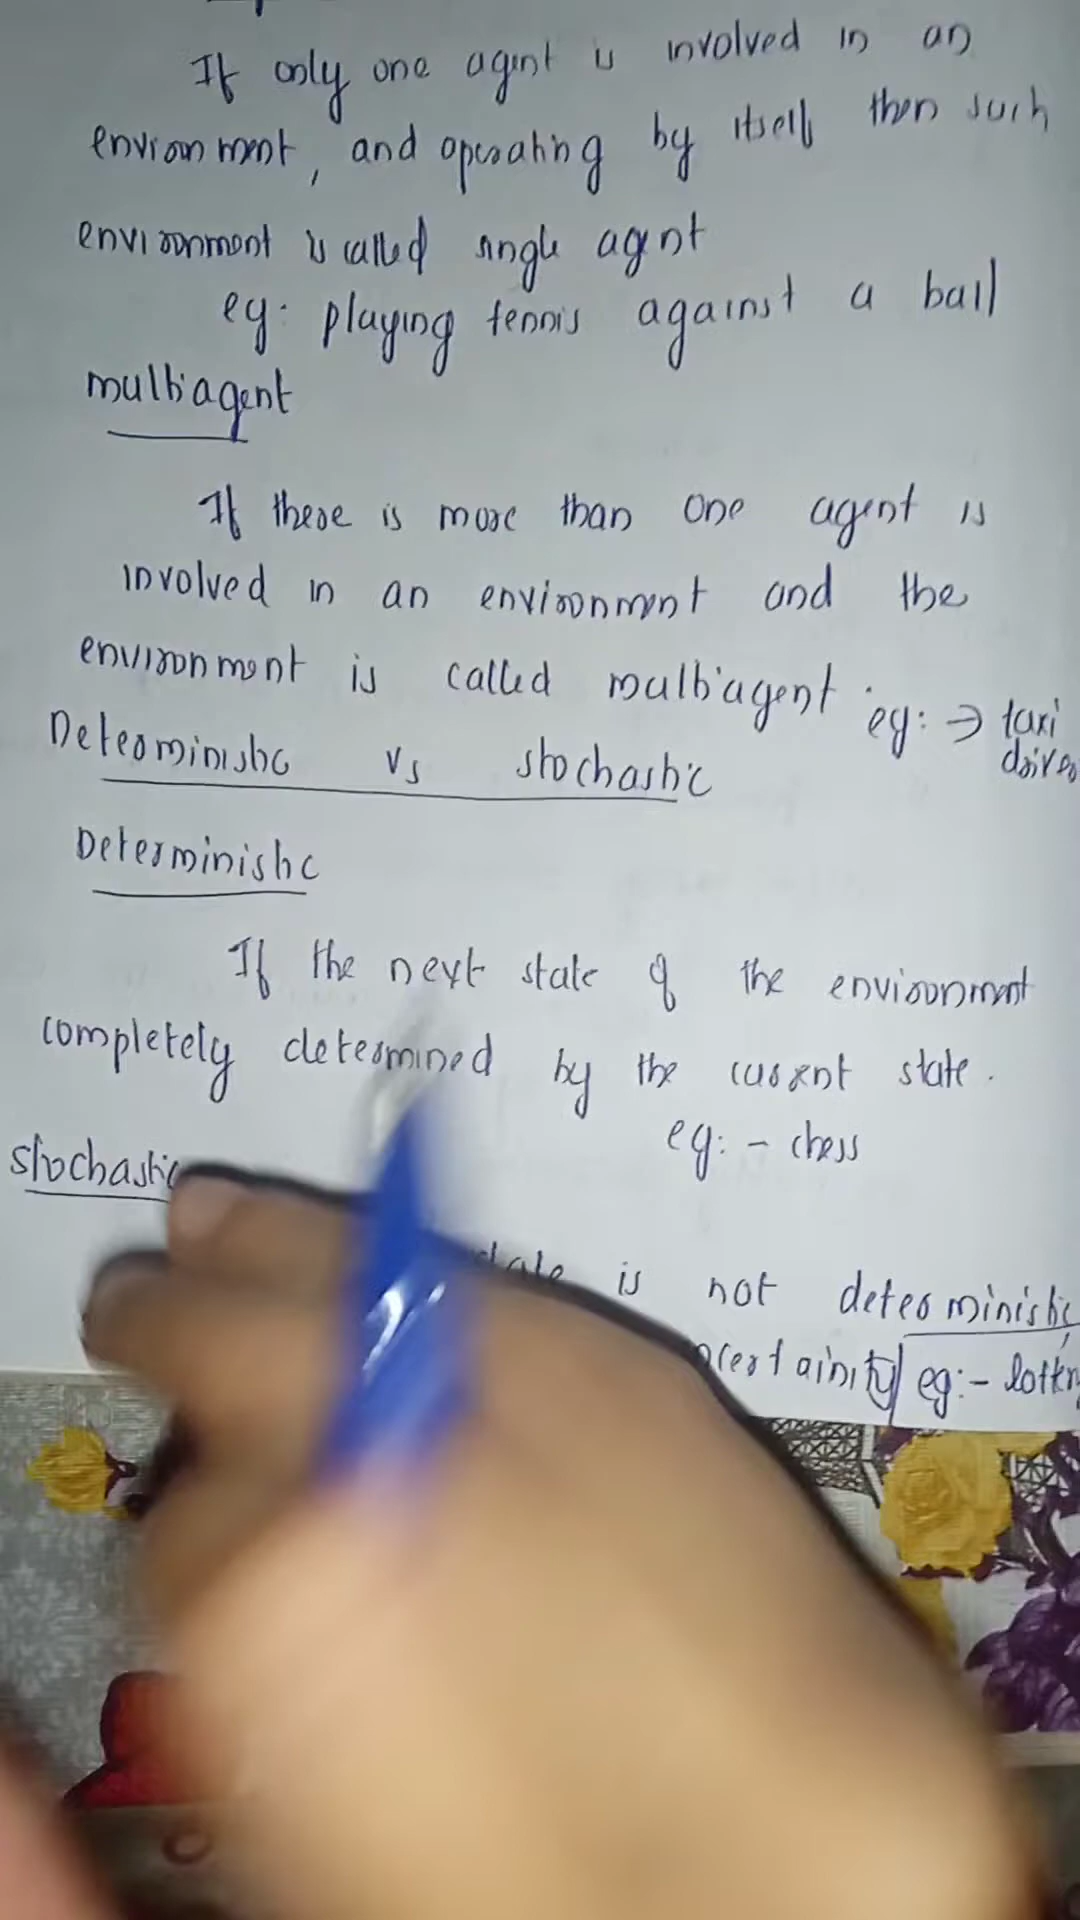 If only one agent is involved in an
environment, and operating by itself then such
environment is called single agent
eg: playing tennis against a ball
multiagent
If there is more than one agent is
involved in an environment and the
environment is called multiagent eg: → taxi
driver
Deterministic vs stochastic
Deterministic
If the next state of the environment
completely determined by the current state.
eg: - chess
stochastic
state is not deterministic
eg:- lottery